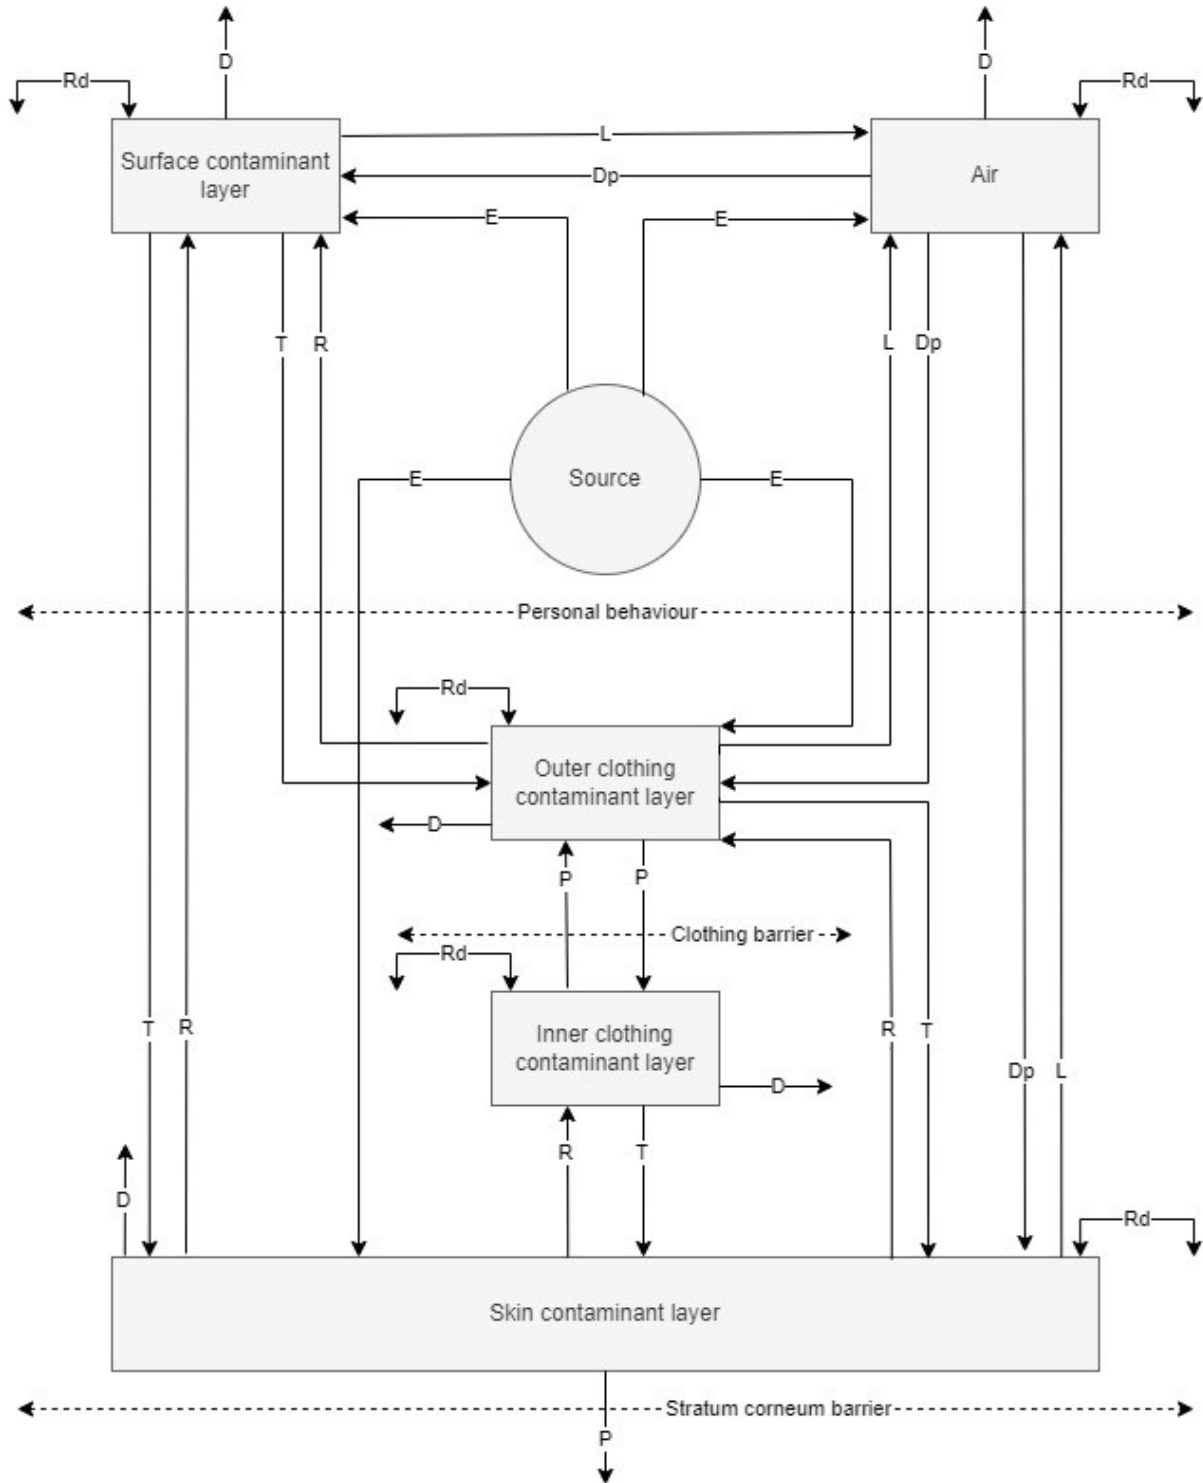 D
D
Rd
Rd
L
Surface contaminant
layer
Dp
Air
E
E
T
R
L
Dp
Source
E
E
Personal behaviour
Rd
Outer clothing
contaminant layer
D
P
P
Clothing barrier
Rd
Inner clothing
contaminant layer
T
R
R
T
Dp
L
D
R
T
D
Rd
Skin contaminant layer
Stratum corneum barrier
P